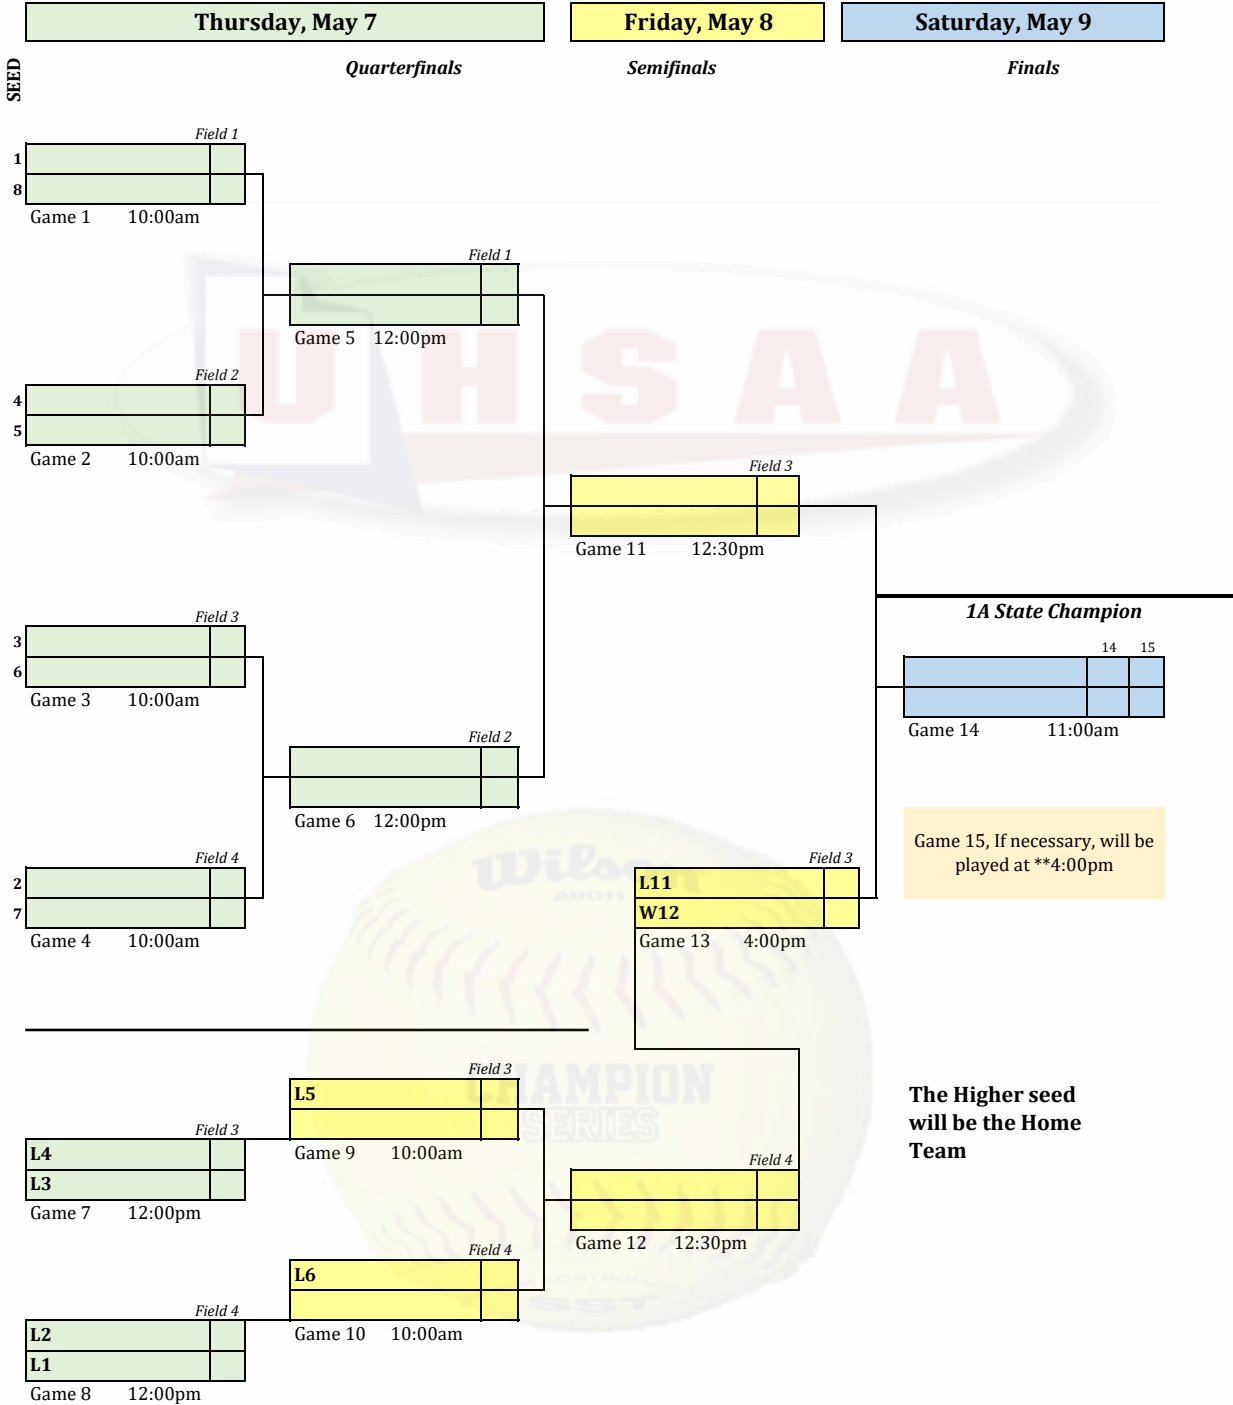 Thursday, May 7
Friday, May 8
Saturday, May 9
SEED
Quarterfinals
Semifinals
Finals
Field 1
1
8
Game 1 10:00am
Field 1
Game 5 12:00pm
UHSAA
Field 2
4
5
Game 2 10:00am
Field 3
Game 11 12:30pm
1A State Champion
Field 3
3
6
Game 3 10:00am
14 15
Game 14 11:00am
Field 2
Game 6 12:00pm
Game 15, If necessary, will be
played at **4:00pm
Wilson
A9011
Field 4
2
7
Game 4 10:00am
Field 3
L11
W12
Game 13 4:00pm
CHAMPION
SERIES
Field 3
L5
Game 9 10:00am
The Higher seed
will be the Home
Team
Field 3
L4
L3
Game 7 12:00pm
Field 4
Game 12 12:30pm
Field 4
L6
Game 10 10:00am
SST
Field 4
L2
L1
Game 8 12:00pm